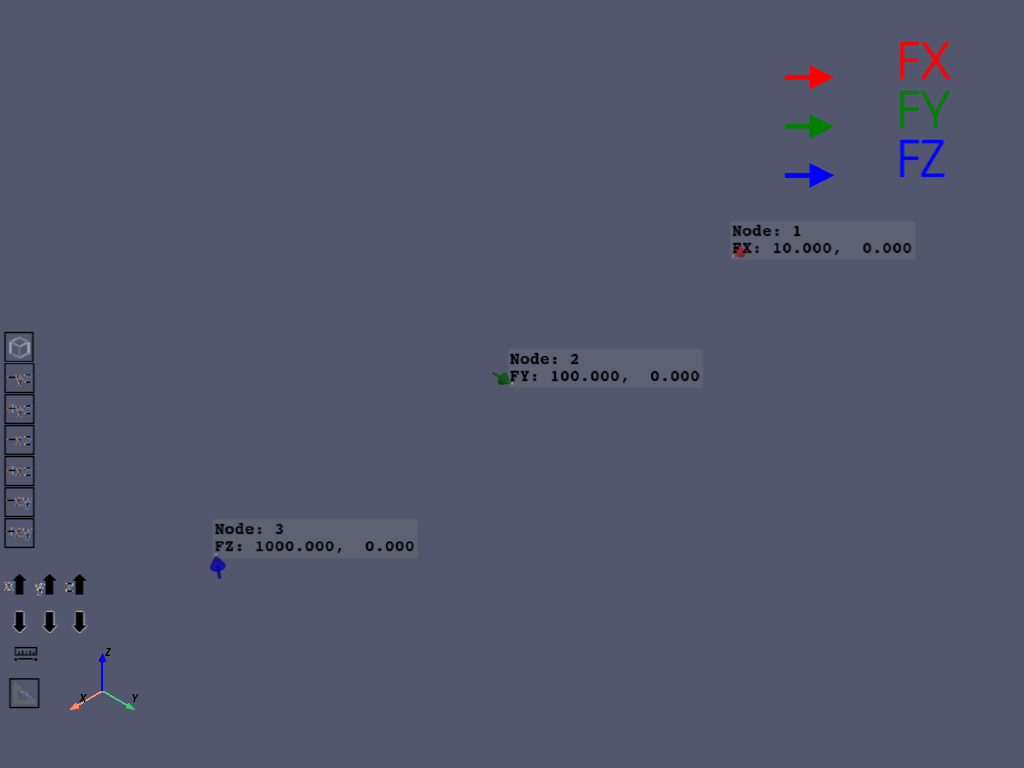 FX
FY
FZ
Node: 1
FX: 10.000,  0.000
Node: 2
FY: 100.000,  0.000
Node: 3
FZ: 1000.000,  0.000
-yz
+yz
-xz
+xz
-xy
+xy
x y z
Z
X Y